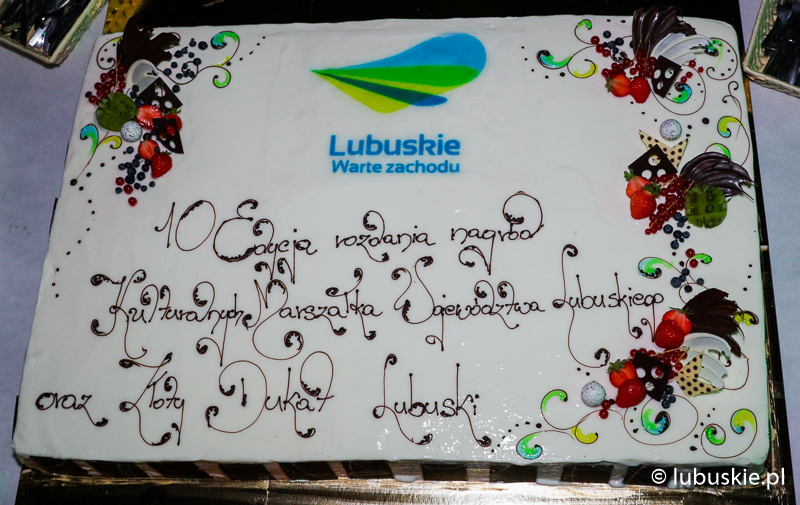 Lubuskie
Warte zachodu
10 Edycja rozdania nagród
Kulturalnych Marszałka Województwa Lubuskiego
oraz Złoty Dukat Lubuski
© lubuskie.pl